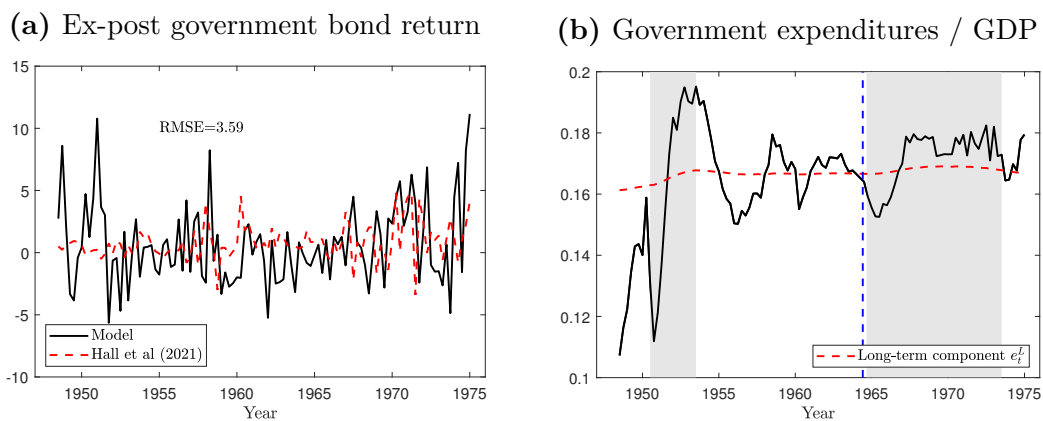 (a) Ex-post government bond return
15
10
5
0
-5
-10
RMSE=3.59
Model
Hall et al (2021)
1950 1955 1960 1965 1970 1975
Year
(b) Government expenditures / GDP
0.2
0.18
0.16
0.14
0.12
0.1
Long-term component e_t^L
1950 1955 1960 1965 1970 1975
Year